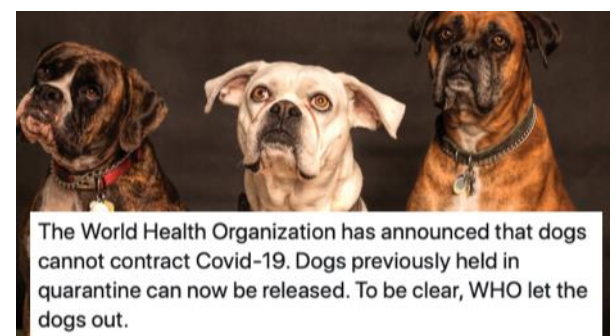 The World Health Organization has announced that dogs
cannot contract Covid-19. Dogs previously held in
quarantine can now be released. To be clear, WHO let the
dogs out.